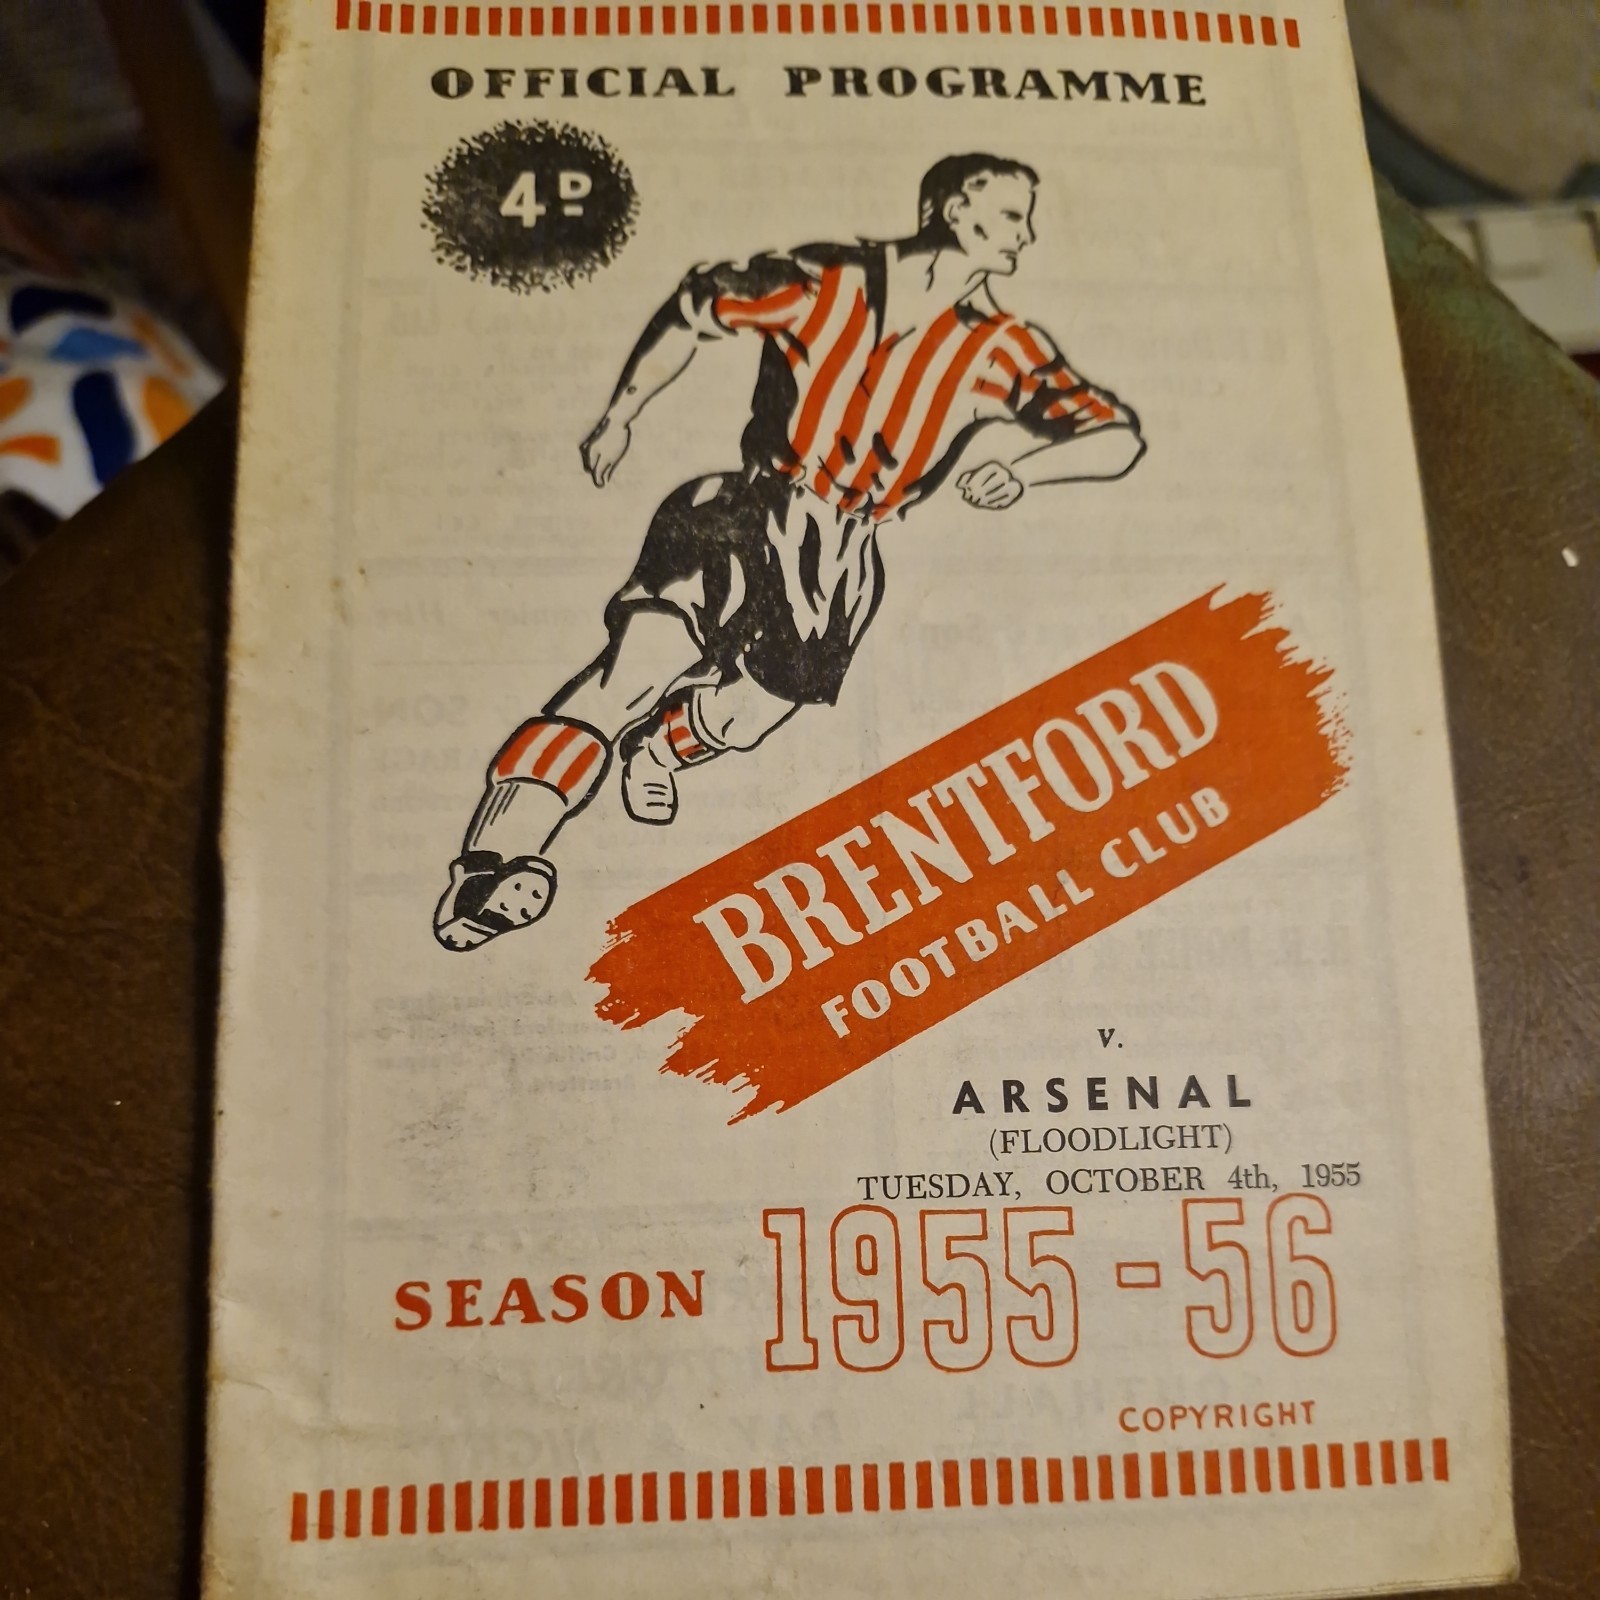 OFFICIAL PROGRAMME
4D
BRENTFORD
FOOTBALL CLUB
v.
ARSENAL
(FLOODLIGHT)
TUESDAY, OCTOBER 4th, 1955
SEASON 1955-56
COPYRIGHT